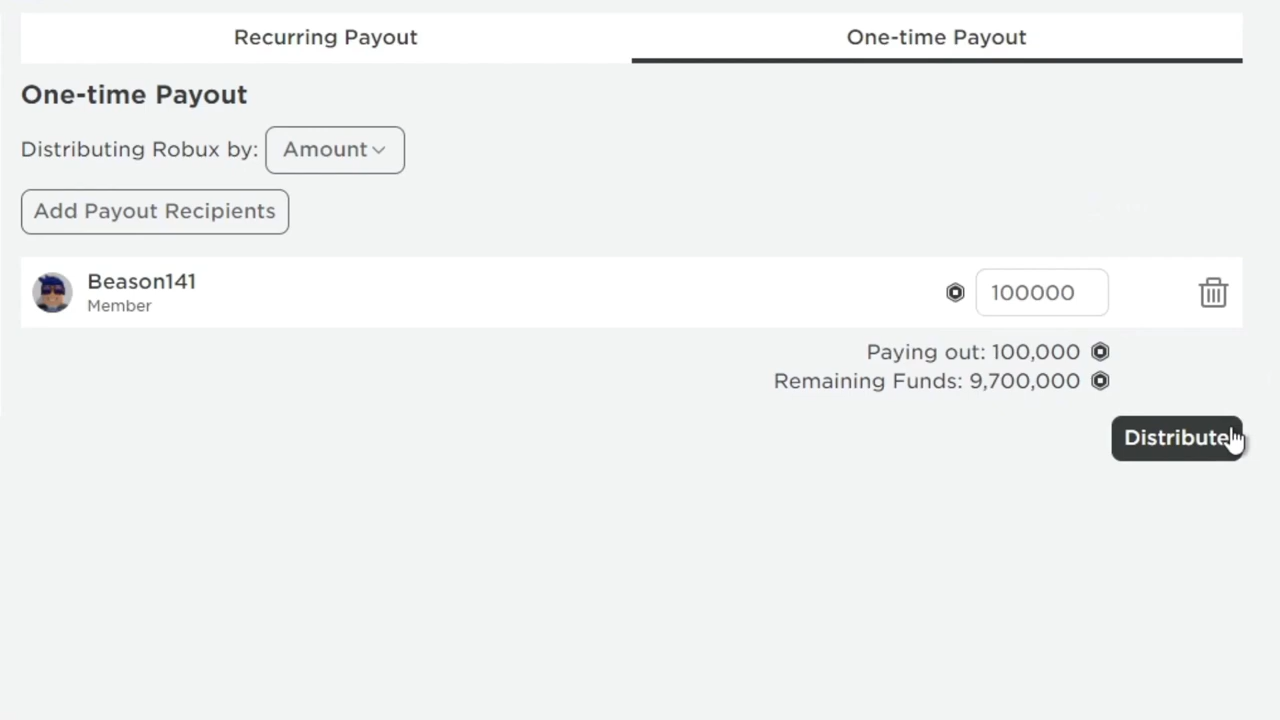 Recurring Payout
One-time Payout
One-time Payout
Distributing Robux by: Amount
Add Payout Recipients
Beason141
Member
100000
Paying out: 100,000
Remaining Funds: 9,700,000
Distribute